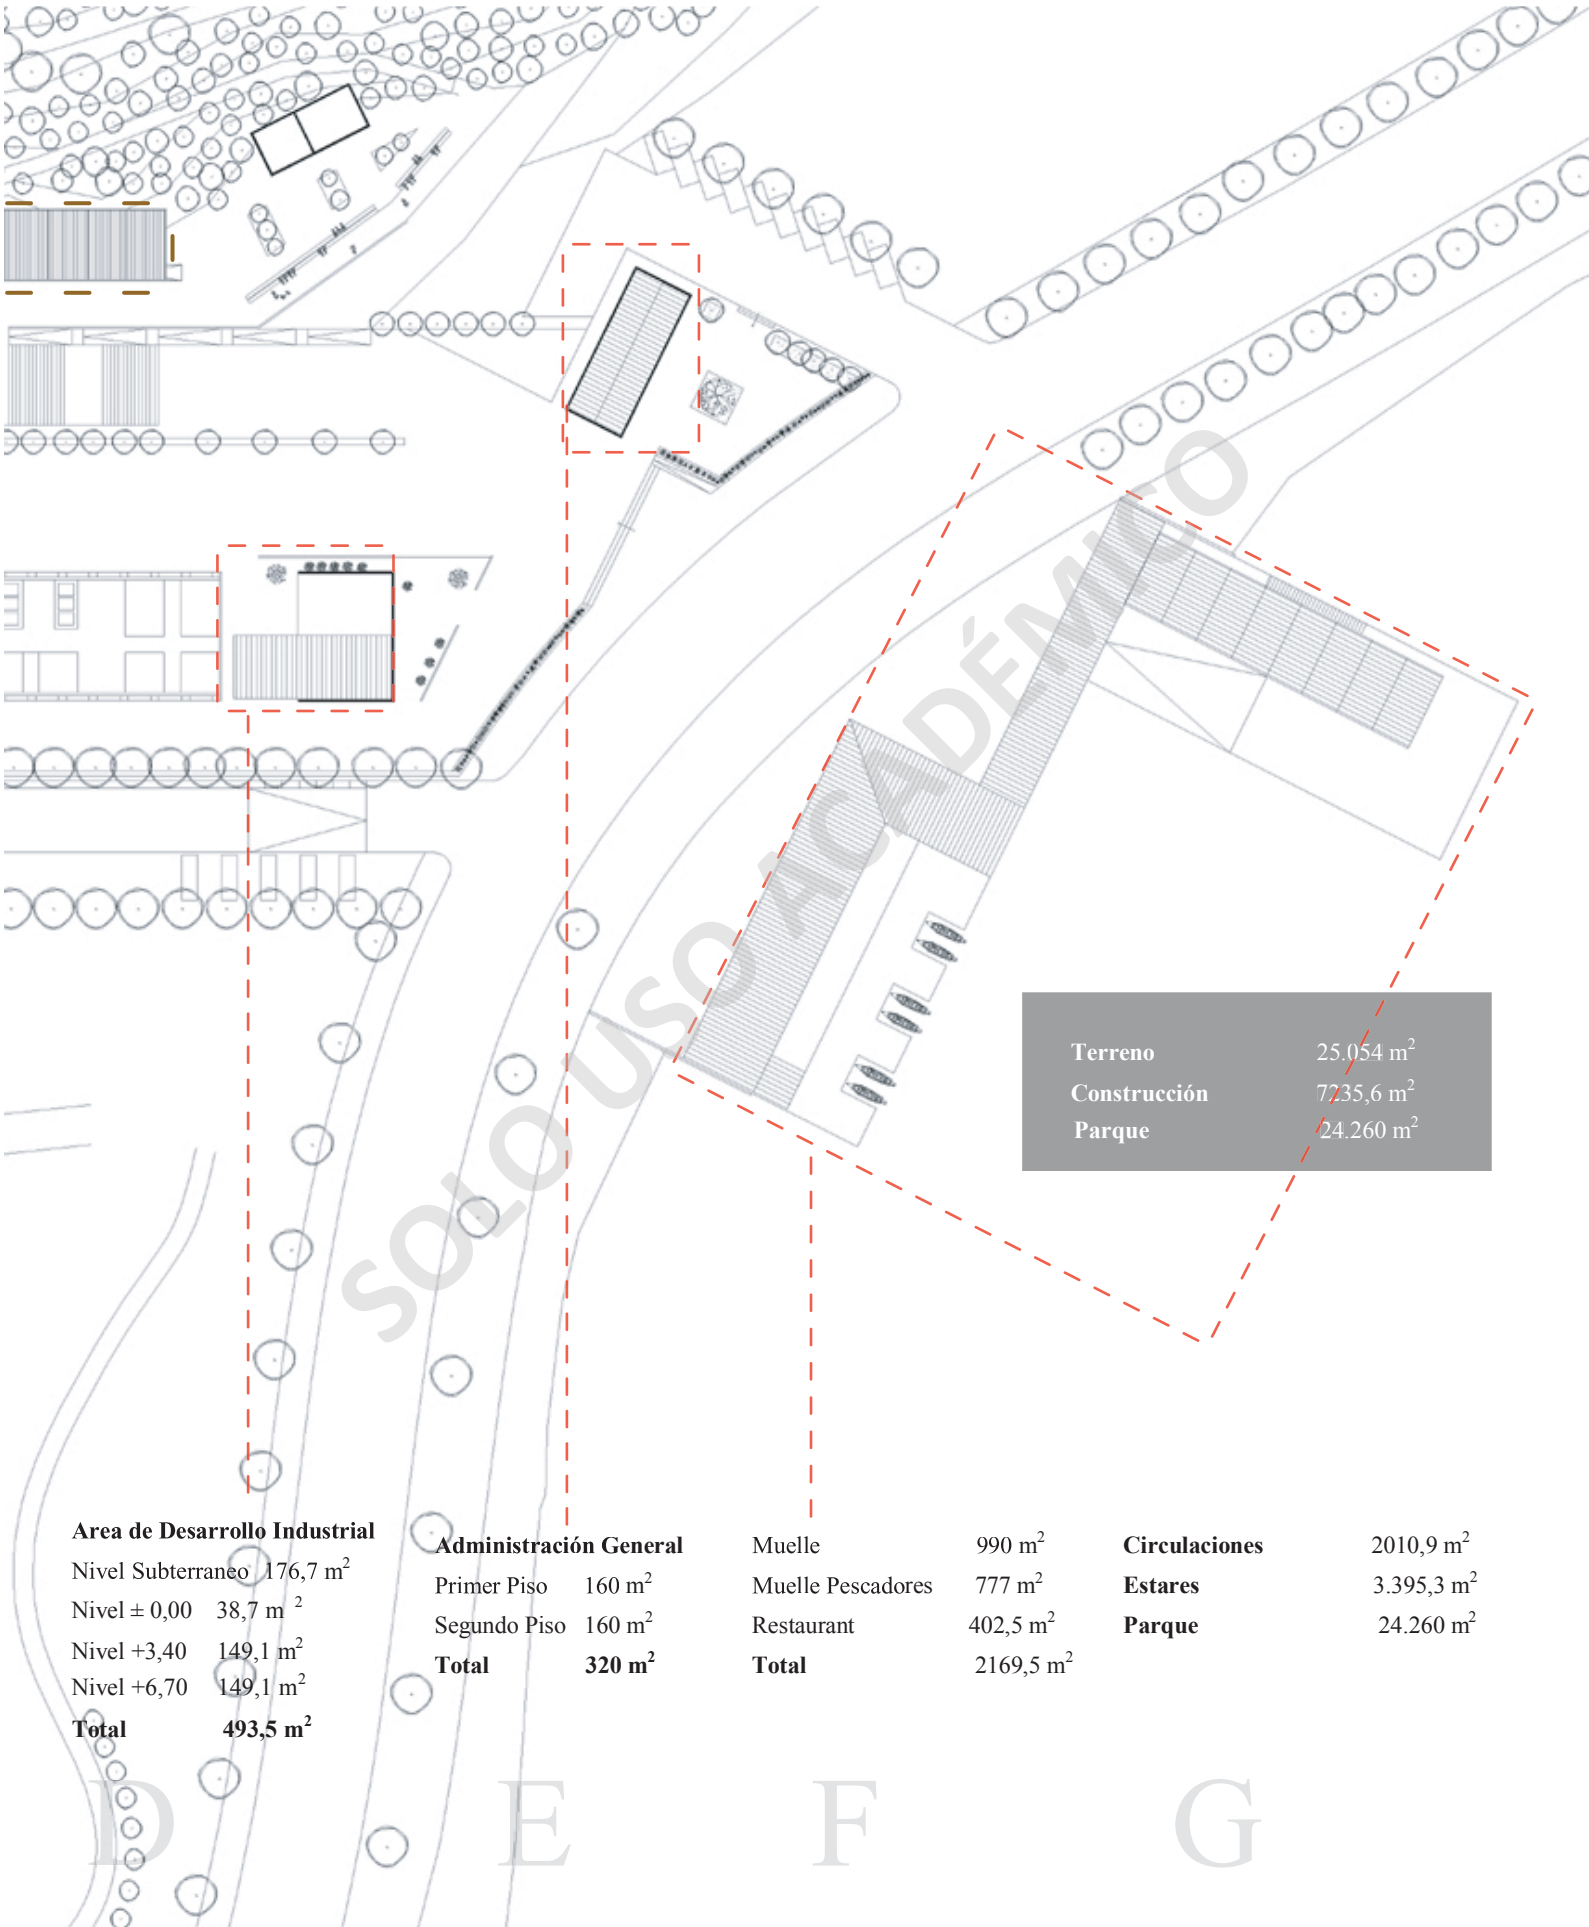 SOLO USO ACADÉMICO
Terreno 25.054 m²
Construcción 7235,6 m²
Parque 24.260 m²
Area de Desarrollo Industrial
Nivel Subterraneo 176,7 m²
Nivel ± 0,00 38,7 m ²
Nivel +3,40 149,1 m²
Nivel +6,70 149,1 m²
Total 493,5 m²
Administración General
Primer Piso 160 m²
Segundo Piso 160 m²
Total 320 m²
Muelle 990 m²
Muelle Pescadores 777 m²
Restaurant 402,5 m²
Total 2169,5 m²
Circulaciones 2010,9 m²
Estares 3.395,3 m²
Parque 24.260 m²
D E F G